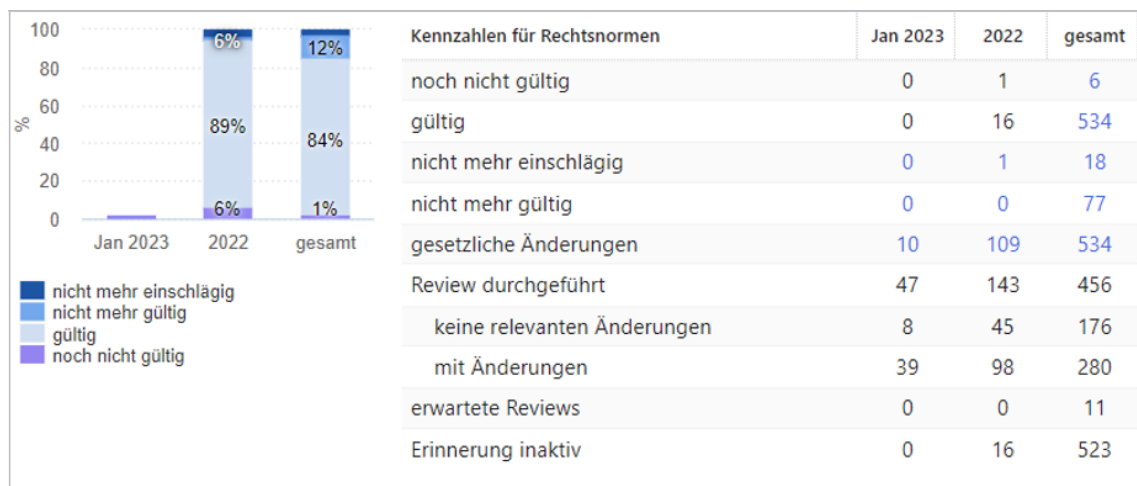 100
80
60
40
20
0
%
6%
89%
6%
12%
84%
1%
Jan 2023 2022 gesamt
nicht mehr einschlägig
nicht mehr gültig
gültig
noch nicht gültig
Kennzahlen für Rechtsnormen Jan 2023 2022 gesamt
noch nicht gültig 0 1 6
gültig 0 16 534
nicht mehr einschlägig 0 1 18
nicht mehr gültig 0 0 77
gesetzliche Änderungen 10 109 534
Review durchgeführt 47 143 456
keine relevanten Änderungen 8 45 176
mit Änderungen 39 98 280
erwartete Reviews 0 0 11
Erinnerung inaktiv 0 16 523